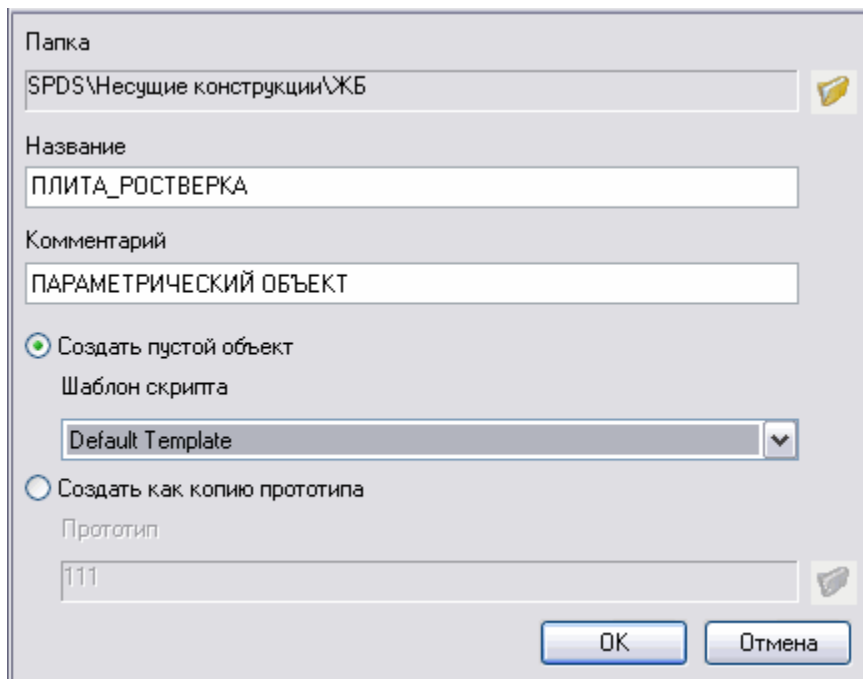 Папка
SPDS\Несущие конструкции\ЖБ
Название
ПЛИТА_РОСТВЕРКА
Комментарий
ПАРАМЕТРИЧЕСКИЙ ОБЪЕКТ
Создать пустой объект
Шаблон скрипта
Default Template
Создать как копию прототипа
Прототип
111
OK Отмена